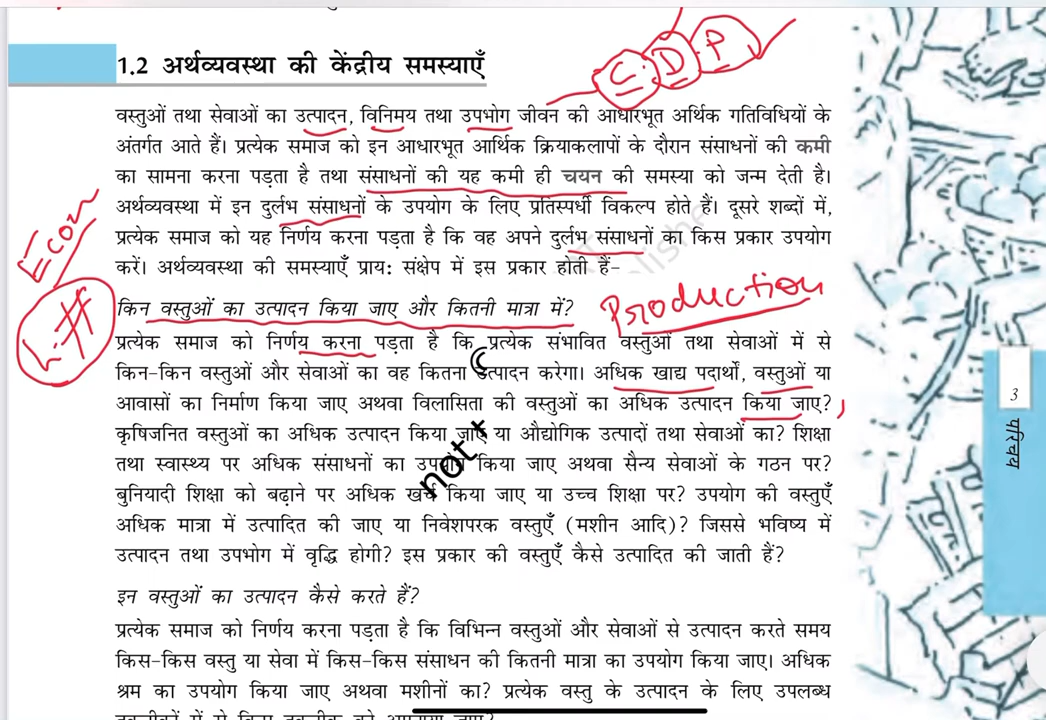 1.2 अर्थव्यवस्था की केंद्रीय समस्याएँ
C D P
वस्तुओं तथा सेवाओं का उत्पादन, विनिमय तथा उपभोग जीवन की आधारभूत आर्थिक गतिविधियों के
अंतर्गत आते हैं। प्रत्येक समाज को इन आधारभूत आर्थिक क्रियाकलापों के दौरान संसाधनों की कमी
का सामना करना पड़ता है तथा संसाधनों की यह कमी ही चयन की समस्या को जन्म देती है।
अर्थव्यवस्था में इन दुर्लभ संसाधनों के उपयोग के लिए प्रतिस्पर्धी विकल्प होते हैं। दूसरे शब्दों में,
प्रत्येक समाज को यह निर्णय करना पड़ता है कि वह अपने दुर्लभ संसाधनों का किस प्रकार उपयोग
करें। अर्थव्यवस्था की समस्याएँ प्राय: संक्षेप में इस प्रकार होती हैं-
Econ
किन वस्तुओं का उत्पादन किया जाए और कितनी मात्रा में?
Production
प्रत्येक समाज को निर्णय करना पड़ता है कि प्रत्येक संभावित वस्तुओं तथा सेवाओं में से
किन-किन वस्तुओं और सेवाओं का वह कितना उत्पादन करेगा। अधिक खाद्य पदार्थों, वस्तुओं या
आवासों का निर्माण किया जाए अथवा विलासिता की वस्तुओं का अधिक उत्पादन किया जाए?
कृषिजनित वस्तुओं का अधिक उत्पादन किया जाए या औद्योगिक उत्पादों तथा सेवाओं का? शिक्षा
तथा स्वास्थ्य पर अधिक संसाधनों का उपयोग किया जाए अथवा सैन्य सेवाओं के गठन पर?
बुनियादी शिक्षा को बढ़ाने पर अधिक खर्च किया जाए या उच्च शिक्षा पर? उपयोग की वस्तुएँ
अधिक मात्रा में उत्पादित की जाए या निवेशपरक वस्तुएँ (मशीन आदि)? जिससे भविष्य में
उत्पादन तथा उपभोग में वृद्धि होगी? इस प्रकार की वस्तुएँ कैसे उत्पादित की जाती हैं?
इन वस्तुओं का उत्पादन कैसे करते हैं?
प्रत्येक समाज को निर्णय करना पड़ता है कि विभिन्न वस्तुओं और सेवाओं से उत्पादन करते समय
किस-किस वस्तु या सेवा में किस-किस संसाधन की कितनी मात्रा का उपयोग किया जाए। अधिक
श्रम का उपयोग किया जाए अथवा मशीनों का? प्रत्येक वस्तु के उत्पादन के लिए उपलब्ध
3
परिचय